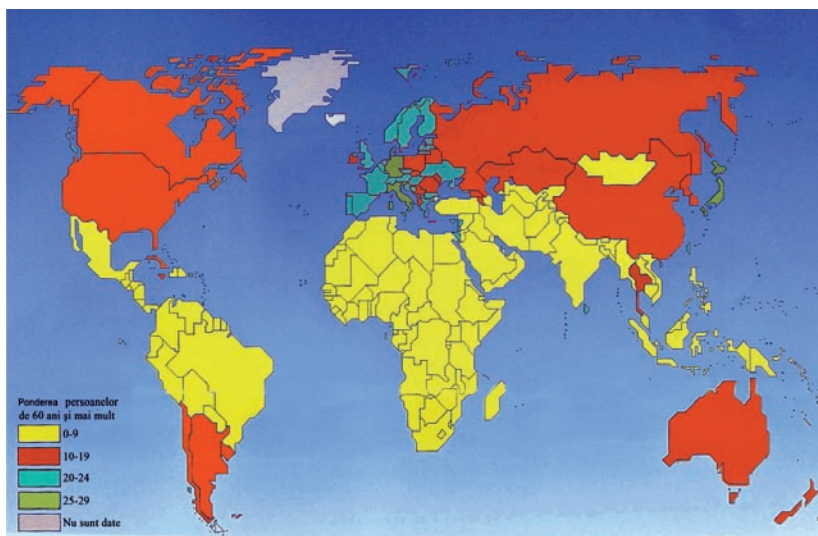 Ponderea persoanelor
de 60 ani și mai mult
0-9
10-19
20-24
25-29
Nu sunt date